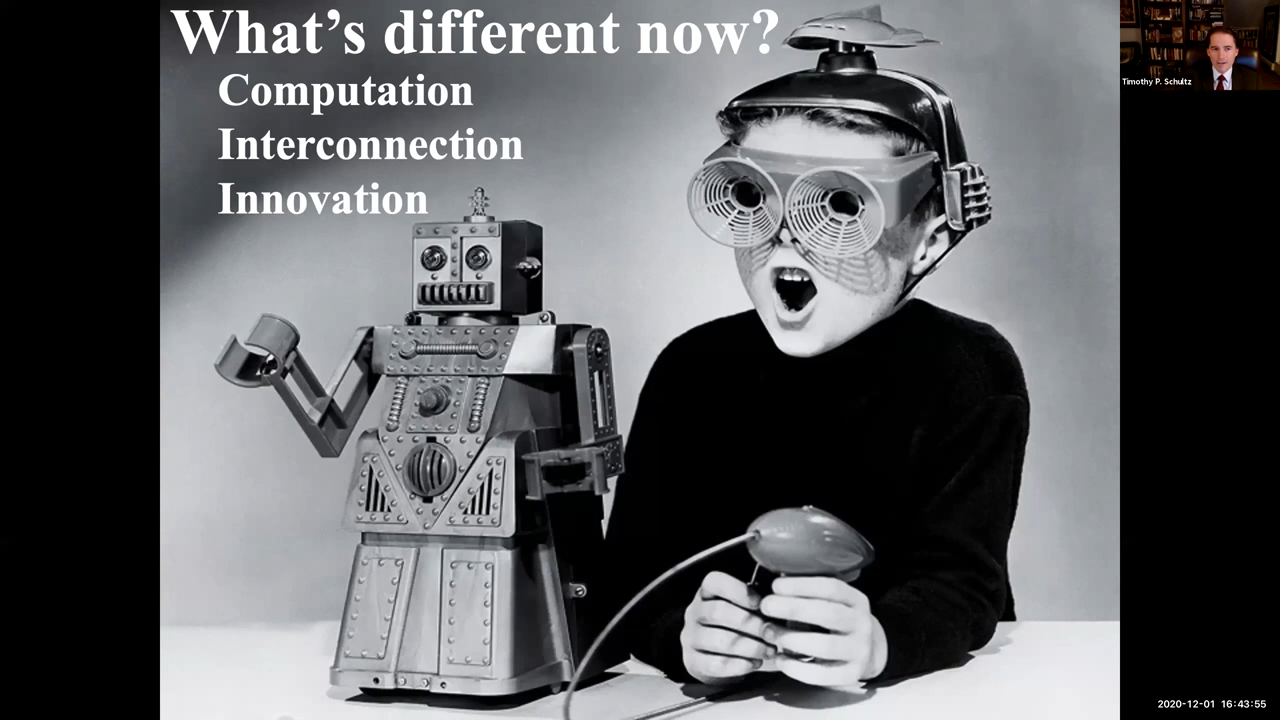 What's different now?
Computation
Interconnection
Innovation
Timothy P. Schultz
2020-12-01 16:43:55